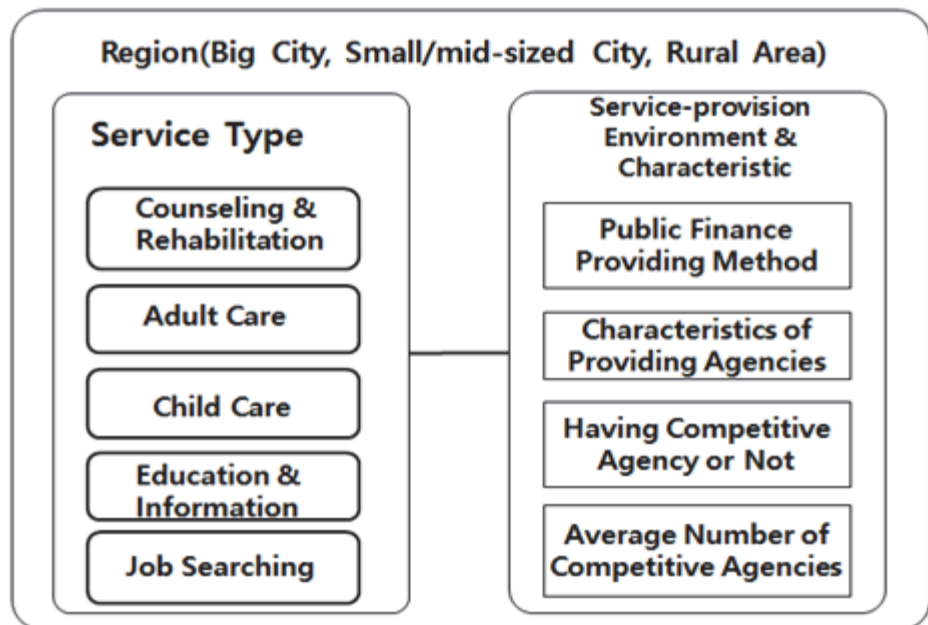 Region(Big City, Small/mid-sized City, Rural Area)
Service Type
Counseling &
Rehabilitation
Adult Care
Child Care
Education &
Information
Job Searching
Service-provision
Environment &
Characteristic
Public Finance
Providing Method
Characteristics of
Providing Agencies
Having Competitive
Agency or Not
Average Number of
Competitive Agencies